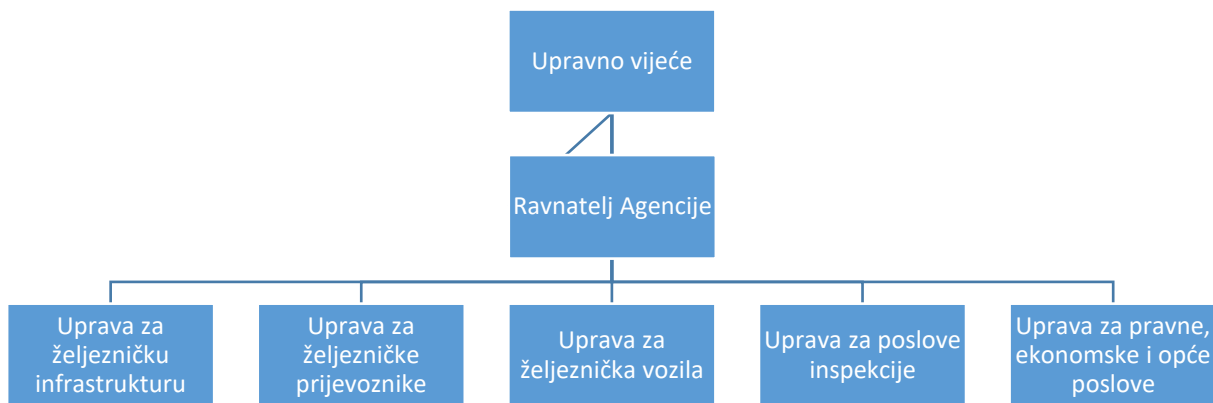 Upravno vijeće
Ravnatelj Agencije
Uprava za
željezničku
infrastrukturu
Uprava za
željezničke
prijevoznike
Uprava za
željeznička vozila
Uprava za poslove
inspekcije
Uprava za pravne,
ekonomske i opće
poslove